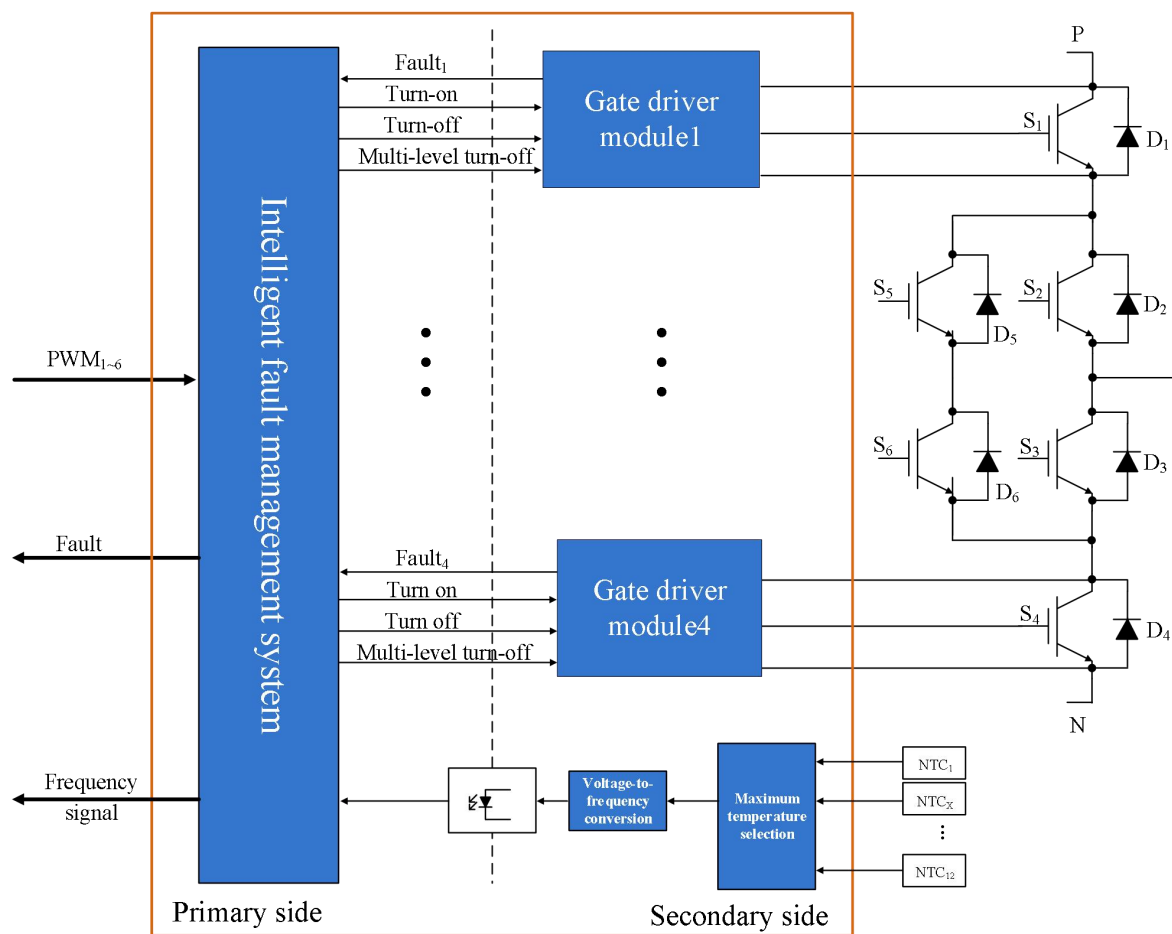 P
Fault1
Turn-on
Turn-off
Multi-level turn-off
Gate driver
module1
S1
D1
Intelligent fault management system
S5
D5
S2
D2
PWM1~6
S6
D6
S3
D3
Fault
Fault4
Turn on
Turn off
Multi-level turn-off
Gate driver
module4
S4
D4
N
Frequency
signal
Voltage-to-
frequency
conversion
Maximum
temperature
selection
NTC1
NTCX
NTC12
Primary side
Secondary side